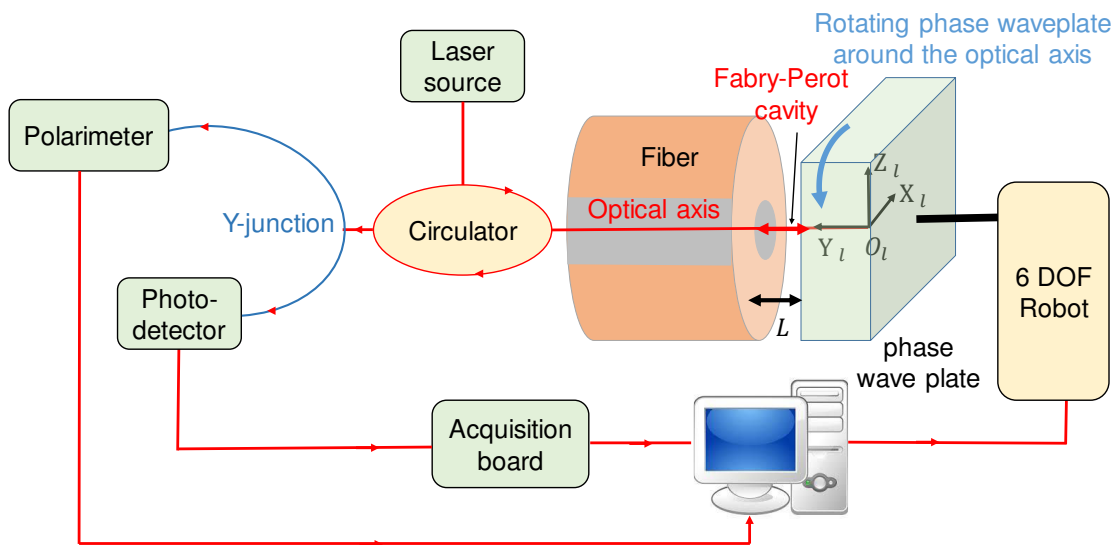 Rotating phase waveplate
around the optical axis
Laser
source
Fabry-Perot
cavity
Polarimeter
Fiber
Z l
X l
Optical axis
Y-junction
Circulator
Y l
O l
6 DOF
Robot
Photo-
detector
L
phase
wave plate
Acquisition
board